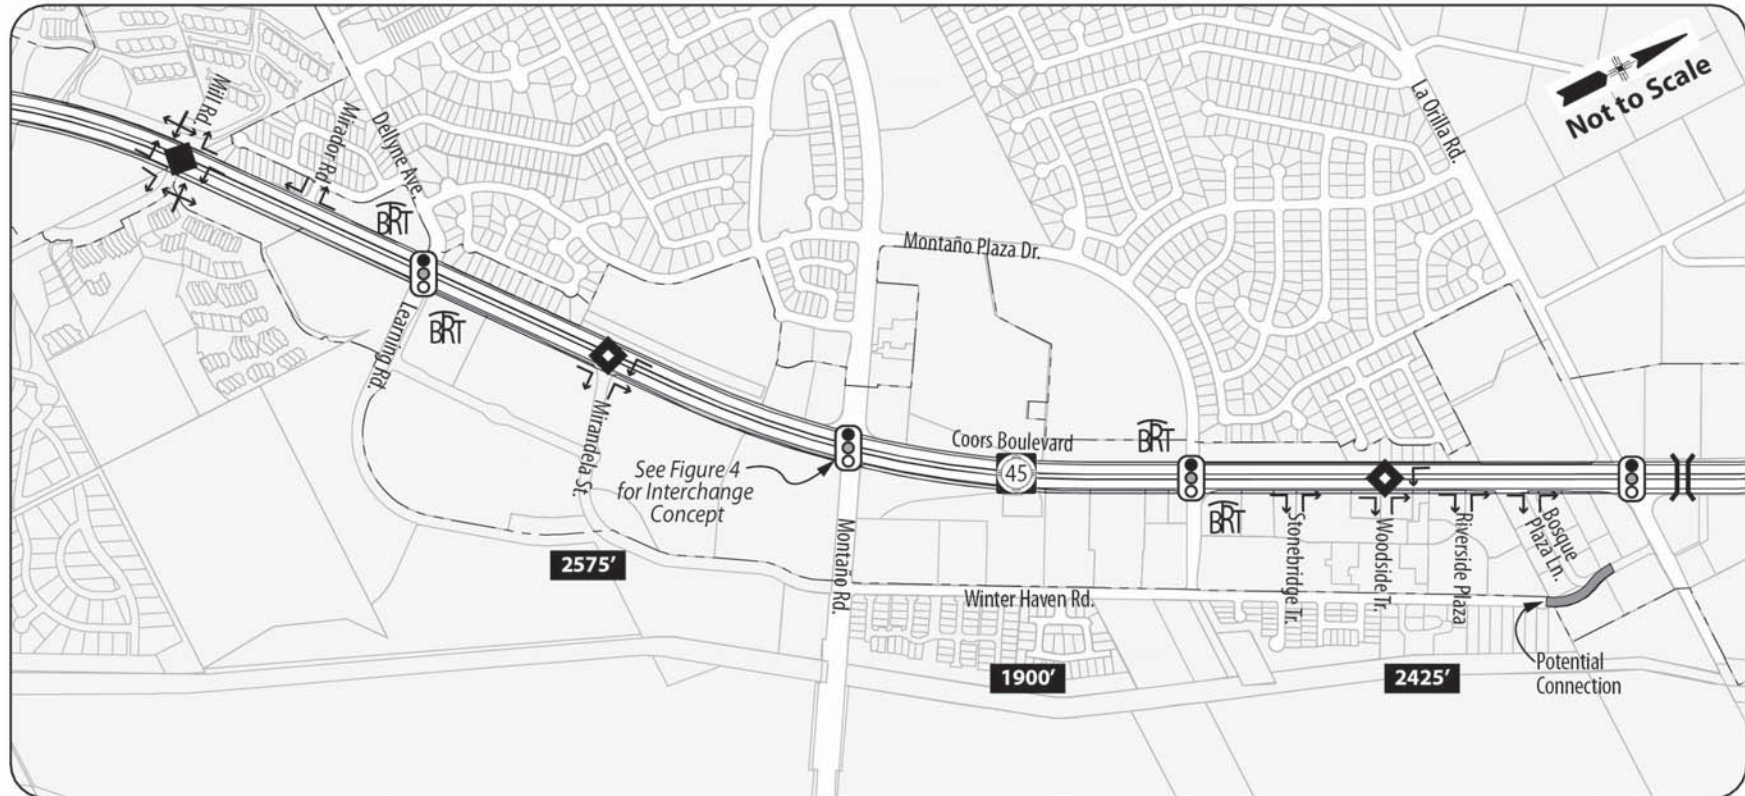 Not to Scale
Mill Rd.
Mirador Rd.
Dellyne Ave.
La Orilla Rd.
BRT
Montaño Plaza Dr.
BRT
Learning Rd.
Mirandela St.
Coors Boulevard
BRT
45
See Figure 4
for Interchange
Concept
BRT
Montaño Rd.
Stonebridge Tr.
Woodside Tr.
Riverside Plaza
Bosque
Plaza Ln.
2575’
Winter Haven Rd.
1900’
2425’
Potential
Connection